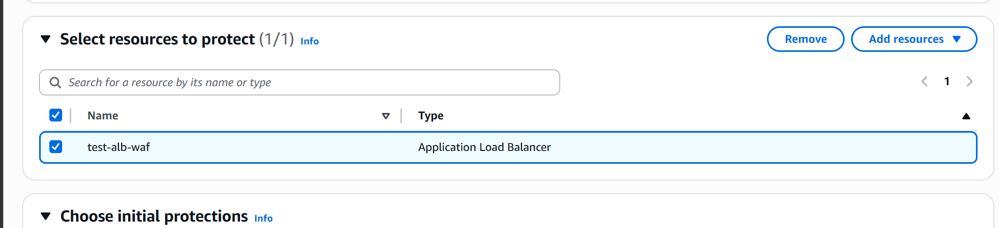 Select resources to protect (1/1) Info
Remove
Add resources
Search for a resource by its name or type
1
Name
Type
test-alb-waf
Application Load Balancer
Choose initial protections Info